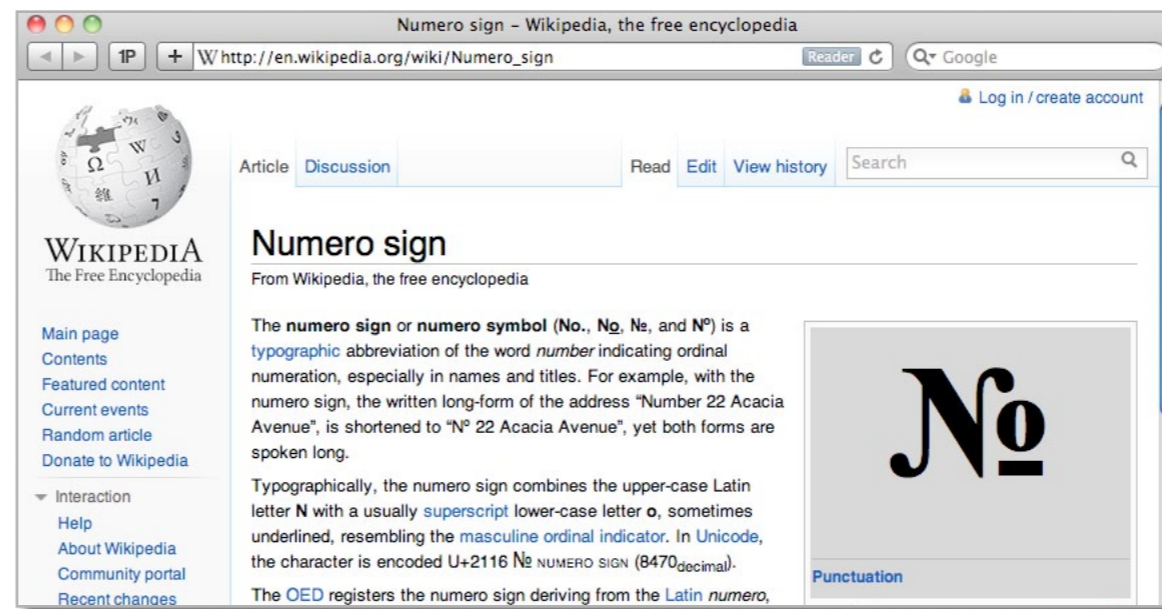 Numero sign – Wikipedia, the free encyclopedia
1P
+
W http://en.wikipedia.org/wiki/Numero_sign
Reader
Google
Log in / create account
Article
Discussion
Read
Edit
View history
Search
Ω
W
И
維
7
WIKIPEDIA
The Free Encyclopedia
Main page
Contents
Featured content
Current events
Random article
Donate to Wikipedia
Interaction
Help
About Wikipedia
Community portal
Recent changes
Numero sign
From Wikipedia, the free encyclopedia
The numero sign or numero symbol (No., No, №, and Nº) is a
typographic abbreviation of the word number indicating ordinal
numeration, especially in names and titles. For example, with the
numero sign, the written long-form of the address “Number 22 Acacia
Avenue”, is shortened to “Nº 22 Acacia Avenue”, yet both forms are
spoken long.
Typographically, the numero sign combines the upper-case Latin
letter N with a usually superscript lower-case letter o, sometimes
underlined, resembling the masculine ordinal indicator. In Unicode,
the character is encoded U+2116 № NUMERO SIGN (8470decimal).
The OED registers the numero sign deriving from the Latin numero,
№
Punctuation